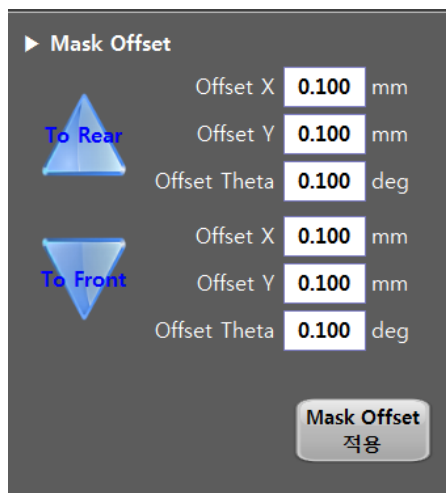 ▶ Mask Offset
To Rear
Offset X 0.100 mm
Offset Y 0.100 mm
Offset Theta 0.100 deg
To Front
Offset X 0.100 mm
Offset Y 0.100 mm
Offset Theta 0.100 deg
Mask Offset
적용